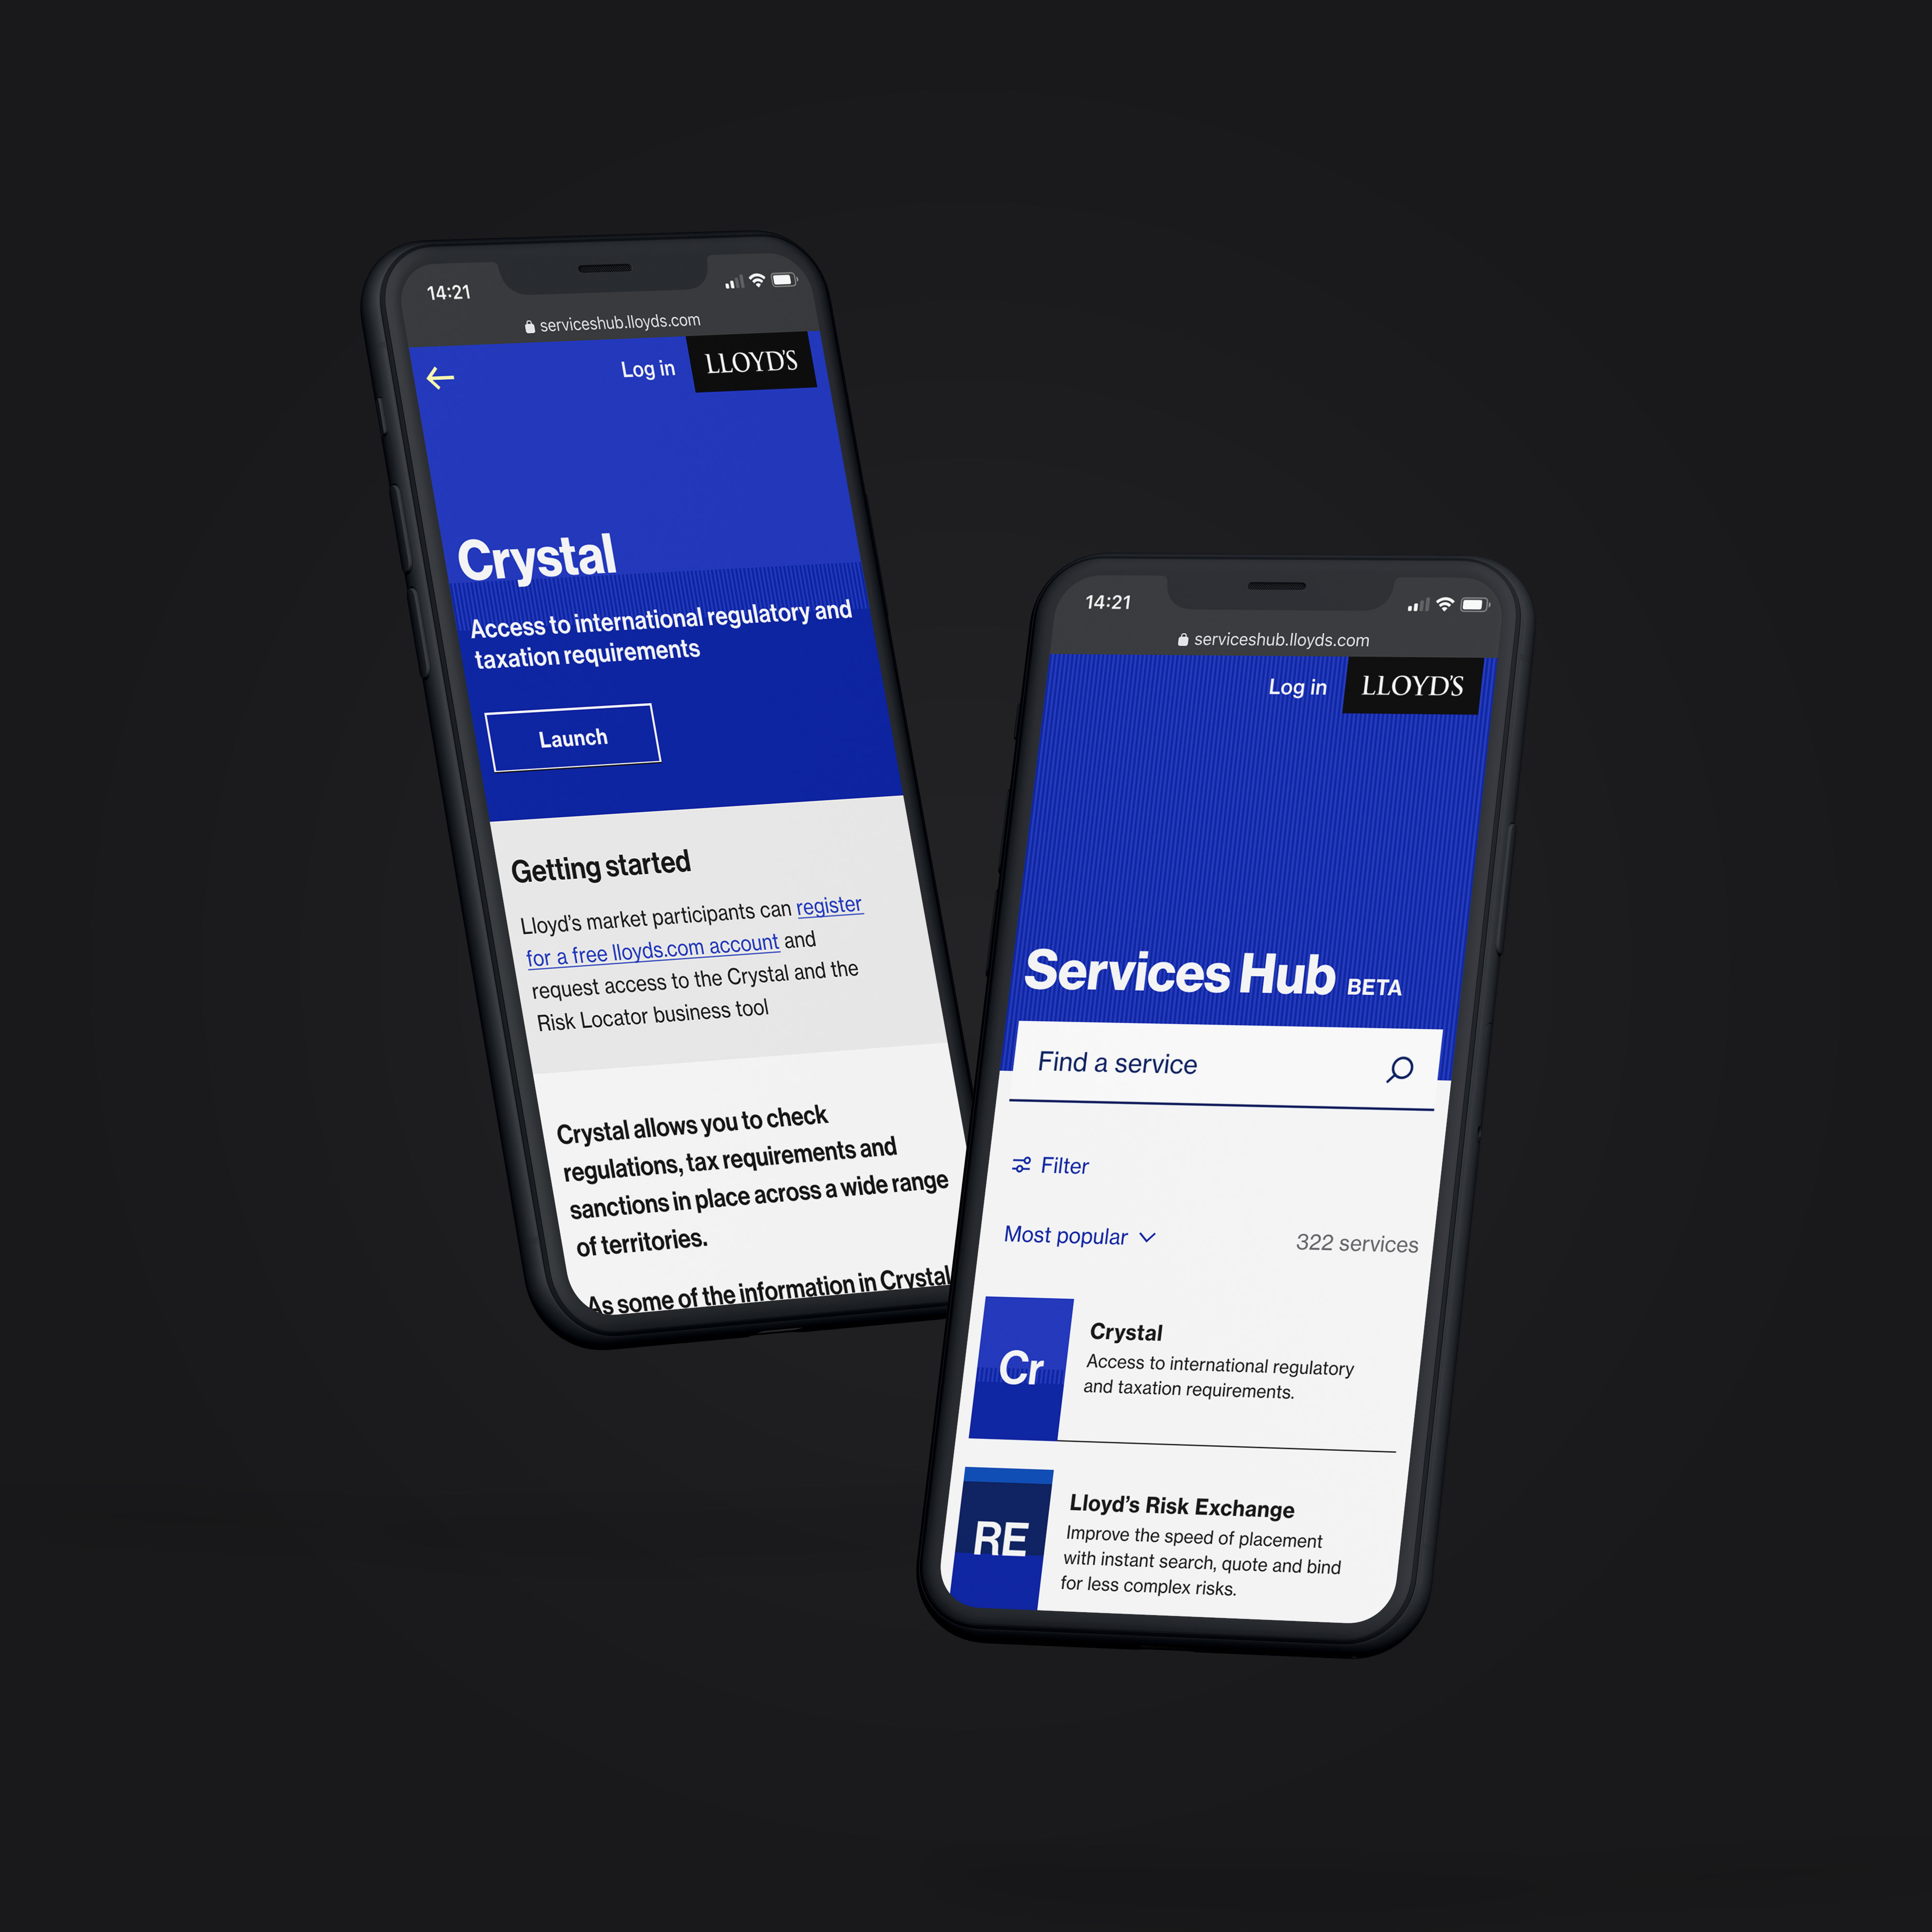 14:21
serviceshub.lloyds.com
Log in
LLOYD'S
Crystal
Access to international regulatory and
taxation requirements
Launch
Getting started
Lloyd's market participants can register
for a free lloyds.com account and
request access to the Crystal and the
Risk Locator business tool
Crystal allows you to check
regulations, tax requirements and
sanctions in place across a wide range
of territories.
As some of the information in Crystal
14:21
serviceshub.lloyds.com
Log in
LLOYD'S
Services Hub BETA
Find a service
Filter
Most popular
322 services
Cr
Crystal
Access to international regulatory
and taxation requirements.
RE
Lloyd's Risk Exchange
Improve the speed of placement
with instant search, quote and bind
for less complex risks.